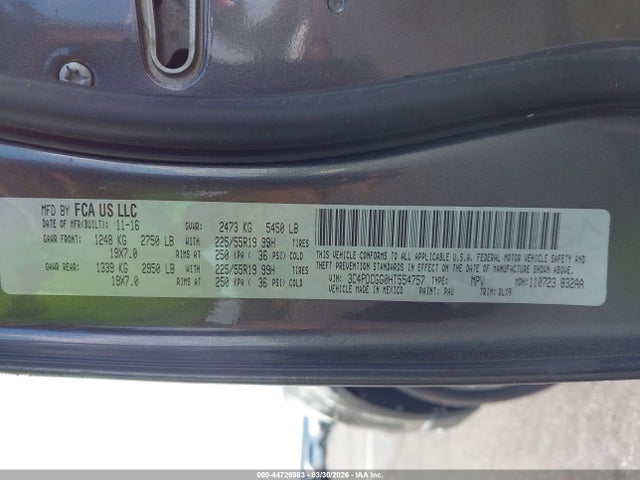 MFD BY FCA US LLC
DATE OF MFR(BUILT): 11-16 GVWR: 2473 KG 5450 LB
GAWR FRONT: 1248 KG 2750 LB WITH 225/55R19 99H TIRES
19X7.0 RIMS AT 250 KPA ( 36 PSI) COLD
GAWR REAR: 1339 KG 2950 LB WITH 225/55R19 99H TIRES
19X7.0 RIMS AT 250 KPA ( 36 PSI) COLD
THIS VEHICLE CONFORMS TO ALL APPLICABLE U.S.A. FEDERAL MOTOR VEHICLE SAFETY AND
THEFT PREVENTION STANDARDS IN EFFECT ON THE DATE OF MANUFACTURE SHOWN ABOVE.
VIN: 3C4PDCGG0HT554757 TYPE: MPV MDH: 110723 832AA
VEHICLE MADE IN MEXICO PAINT: PAU TRIM: DLX9
000-44726983 - 03/30/2026 - COPYRIGHT IAA